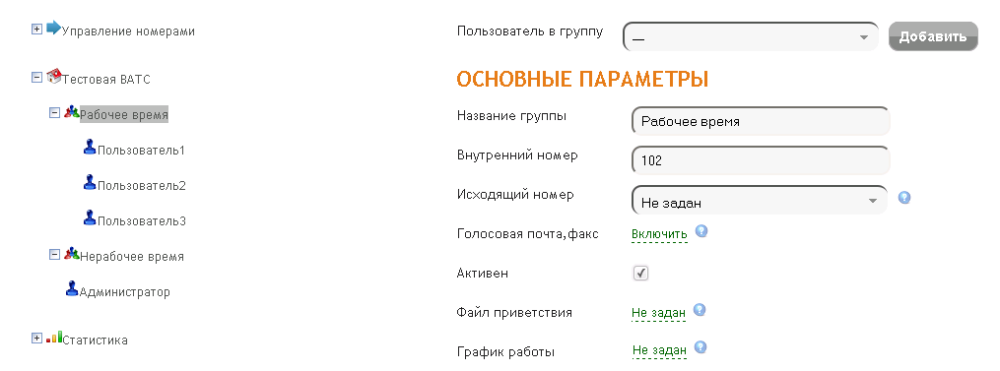 Управление номерами
Тестовая ВАТС
Рабочее время
Пользователь1
Пользователь2
Пользователь3
Нерабочее время
Администратор
Статистика
Пользователь в группу — Добавить
ОСНОВНЫЕ ПАРАМЕТРЫ
Название группы Рабочее время
Внутренний номер 102
Исходящий номер Не задан
Голосовая почта,факс Включить
Активен
Файл приветствия Не задан
График работы Не задан